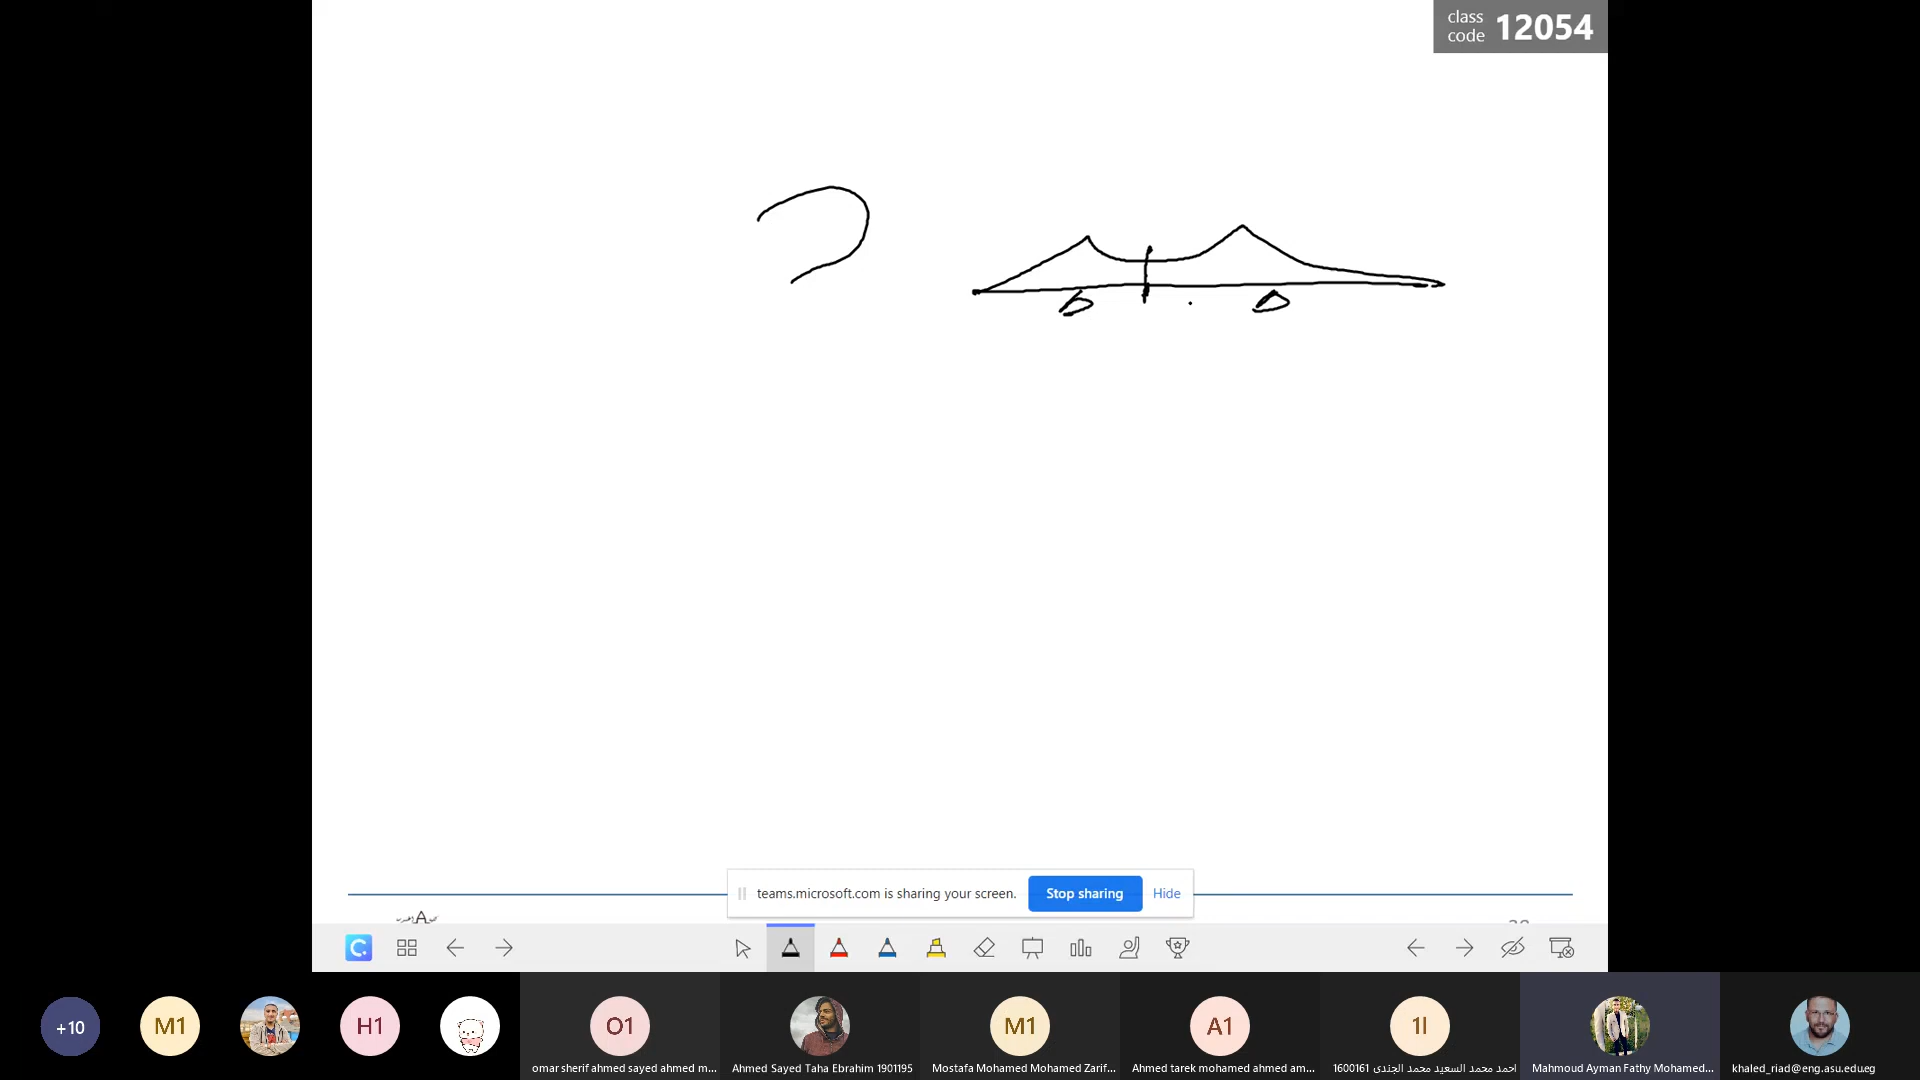 class
code 12054
teams.microsoft.com is sharing your screen. Stop sharing Hide
+10 M1 H1 O1 M1 A1 1ا
omar sherif ahmed sayed ahmed m... Ahmed Sayed Taha Ebrahim 1901195 Mostafa Mohamed Mohamed Zarif... Ahmed tarek mohamed ahmed am... احمد محمد السعيد محمد الجندى 1600161 Mahmoud Ayman Fathy Mohamed... khaled_riad@eng.asu.edu.eg